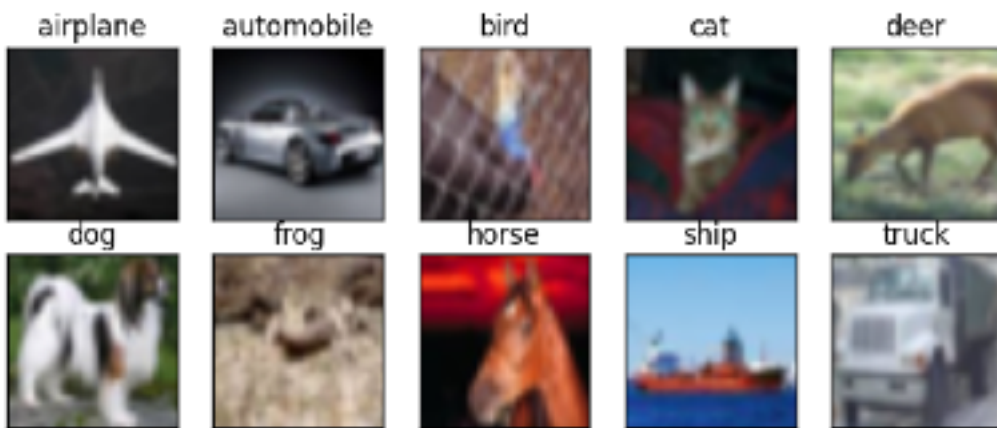 airplane automobile bird cat deer
dog frog horse ship truck